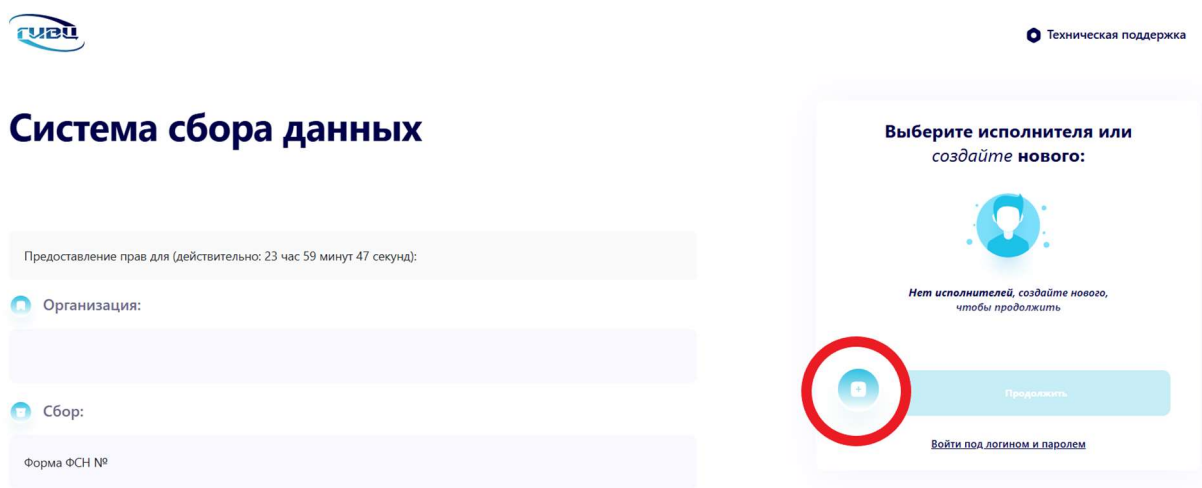 ГИВЦ
Техническая поддержка
Система сбора данных
Выберите исполнителя или
создайте нового:
Предоставление прав для (действительно: 23 час 59 минут 47 секунд):
Нет исполнителей, создайте нового,
чтобы продолжить
Организация:
Продолжить
Сбор:
Войти под логином и паролем
Форма ФСН №